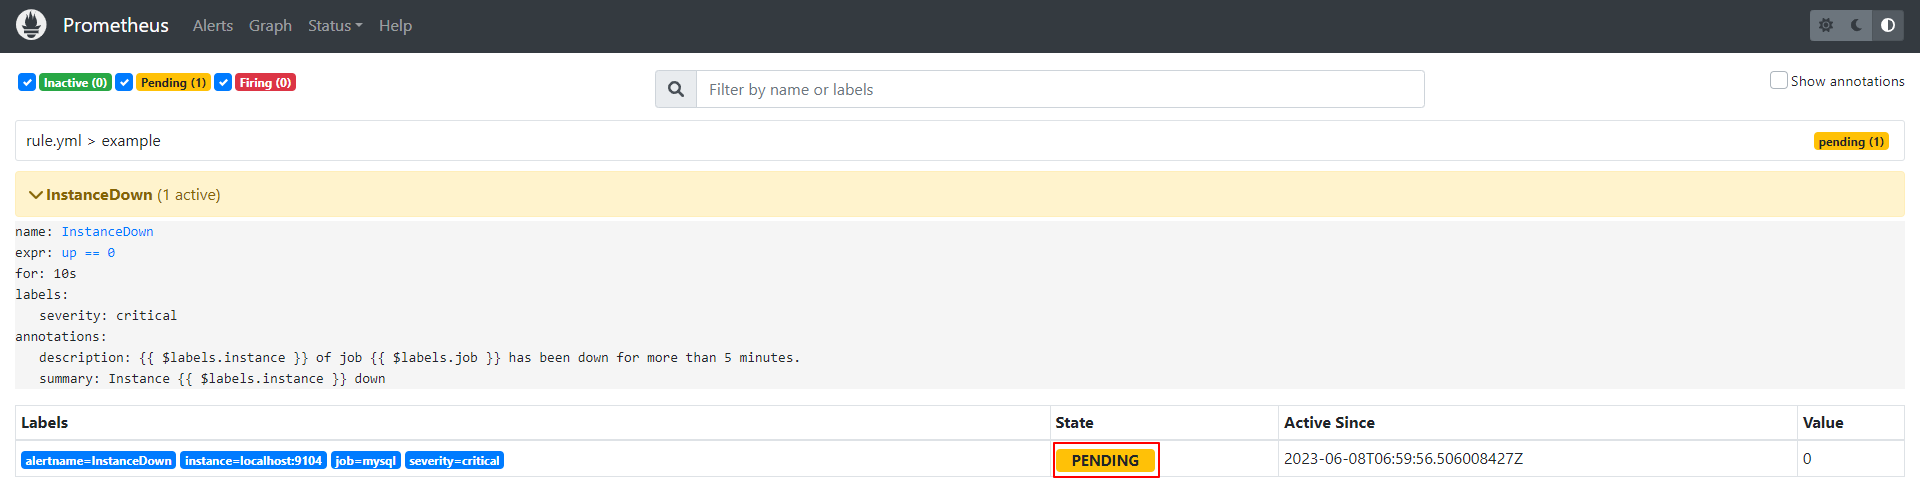 Prometheus Alerts Graph Status Help
Inactive (0) Pending (1) Firing (0) Filter by name or labels Show annotations
rule.yml > example pending (1)
InstanceDown (1 active)
name: InstanceDown
expr: up == 0
for: 10s
labels:
severity: critical
annotations:
description: {{ $labels.instance }} of job {{ $labels.job }} has been down for more than 5 minutes.
summary: Instance {{ $labels.instance }} down
Labels State Active Since Value
alertname=InstanceDown instance=localhost:9104 job=mysql severity=critical PENDING 2023-06-08T06:59:56.506008427Z 0